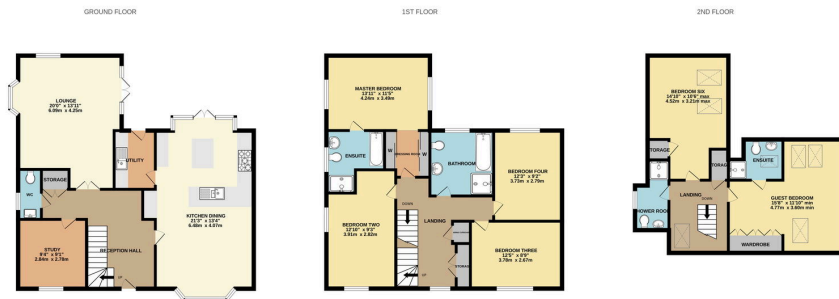 GROUND FLOOR
LOUNGE
20'0" x 13'11"
6.09m x 4.25m
UTILITY
STORAGE
WC
KITCHEN DINING
21'3" x 13'4"
6.48m x 4.07m
STUDY
9'4" x 9'1"
2.84m x 2.78m
RECEPTION HALL
UP
1ST FLOOR
MASTER BEDROOM
13'11" x 11'5"
4.24m x 3.49m
ENSUITE
W
DRESSING ROOM
W
BATHROOM
BEDROOM FOUR
12'3" x 9'2"
3.73m x 2.79m
DOWN
BEDROOM TWO
12'10" x 9'3"
3.91m x 2.82m
LANDING
BEDROOM THREE
12'5" x 8'9"
3.78m x 2.67m
STORAGE
UP
2ND FLOOR
BEDROOM SIX
14'10" x 10'6" max
4.52m x 3.21m max
TORAGE
TORAGE
ENSUITE
LANDING
DOWN
SHOWER ROO
GUEST BEDROOM
15'8" x 11'10" min
4.77m x 3.60m min
WARDROBE